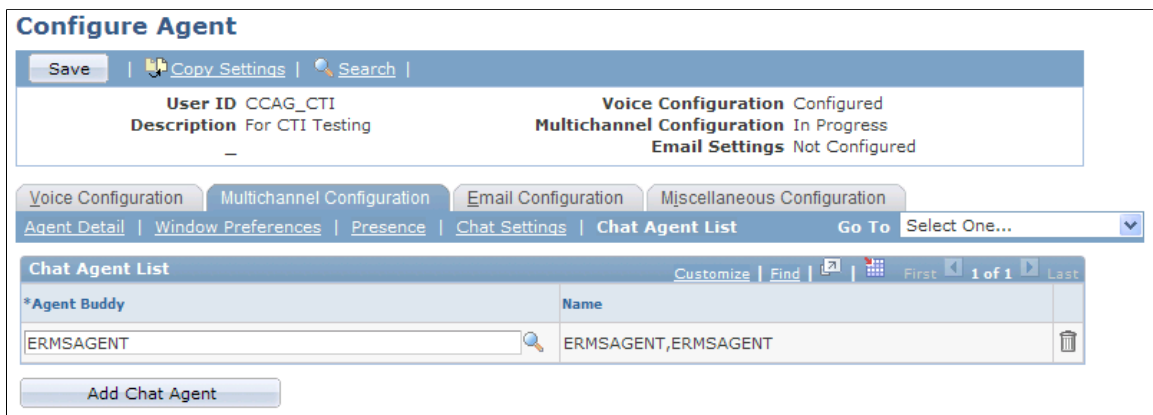 Configure Agent
Save | Copy Settings | Search |
User ID CCAG_CTI Voice Configuration Configured
Description For CTI Testing Multichannel Configuration In Progress
_ Email Settings Not Configured
Voice Configuration Multichannel Configuration Email Configuration Miscellaneous Configuration
Agent Detail | Window Preferences | Presence | Chat Settings | Chat Agent List Go To Select One...
Chat Agent List Customize | Find | | First 1 of 1 Last
*Agent Buddy Name
ERMSAGENT ERMSAGENT,ERMSAGENT
Add Chat Agent